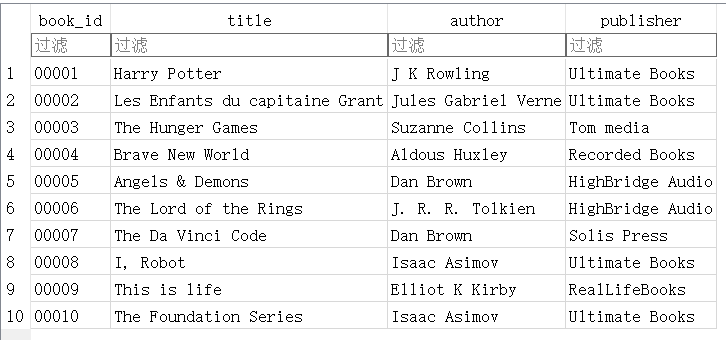 book_id title author publisher
过滤 过滤 过滤 过滤
1 00001 Harry Potter J K Rowling Ultimate Books
2 00002 Les Enfants du capitaine Grant Jules Gabriel Verne Ultimate Books
3 00003 The Hunger Games Suzanne Collins Tom media
4 00004 Brave New World Aldous Huxley Recorded Books
5 00005 Angels & Demons Dan Brown HighBridge Audio
6 00006 The Lord of the Rings J. R. R. Tolkien HighBridge Audio
7 00007 The Da Vinci Code Dan Brown Solis Press
8 00008 I, Robot Isaac Asimov Ultimate Books
9 00009 This is life Elliot K Kirby RealLifeBooks
10 00010 The Foundation Series Isaac Asimov Ultimate Books